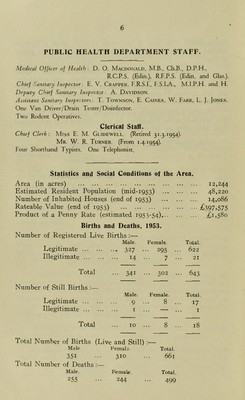 6
PUBLIC HEALTH DEPARTMENT STAFF.
Medical Officer of Health: D. O. MACDONALD, M.B., Ch.B., D.P.H.,
R.C.P.S. (Edin.), R.F.P.S. (Edin. and Glas.).
Chief Sanitary Inspector: E. V. CRAPPER, F.R.S.I., F.S.I.A., M.I.P.H. and H.
Deputy Chief Sanitary Inspector: A. DAVIDSON.
Assistant Sanitary Inspectors: T. TOWNSON, E. CAINES, W. FARR, L. J. JONES.
One Van Driver/Drain Tester/Disinfector.
Two Rodent Operatives.
Clerical Staff.
Chief Clerk: MISS E. M. GLIDEWELL. (Retired 31.3.1954).
MR. W. R. TURNER. (From 1.4.1954).
Four Shorthand Typists. One Telephonist.
Statistics and Social Conditions of the Area.
Area (in acres) ... 12,244
Estimated Resident Population (mid-1953) ... 48,220
Number of Inhabited Houses (end of 1953) ... 14,086
Rateable Value (end of 1953) ... £397,575
Product of a Penny Rate (estimated 1953-54)... £1,580
Births and Deaths, 1953.
Number of Registered Live Births:—
Male. Female. Total.
Legitimate ... 327 ... 295 ... 622
Illegitimate ... 14 ... 7 ... 21
Total ... 341 ... 302 ... 643
Number of Still Births:—
Male. Female. Total.
Legitimate ... 9 ... 8 ... 17
Illegitimate ... 1 ... — ... 1
Total ... 10 ... 8 ... 18
Total Number of Births (Live and Still):—
Male Female. Total.
351 ... 310 ... 661
Total Number of Deaths:—
Male. Female. Total.
255 ... 244 ... 499